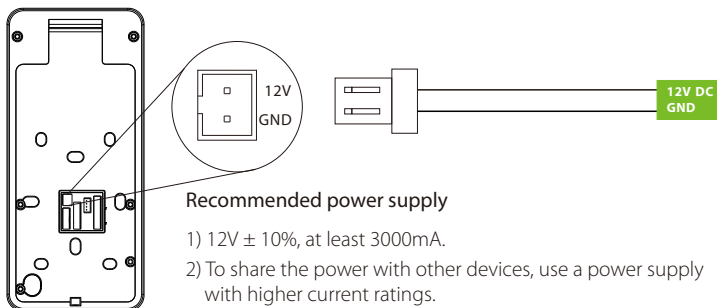 12V
GND
12V DC
GND
Recommended power supply
1) 12V ± 10%, at least 3000mA.
2) To share the power with other devices, use a power supply
with higher current ratings.